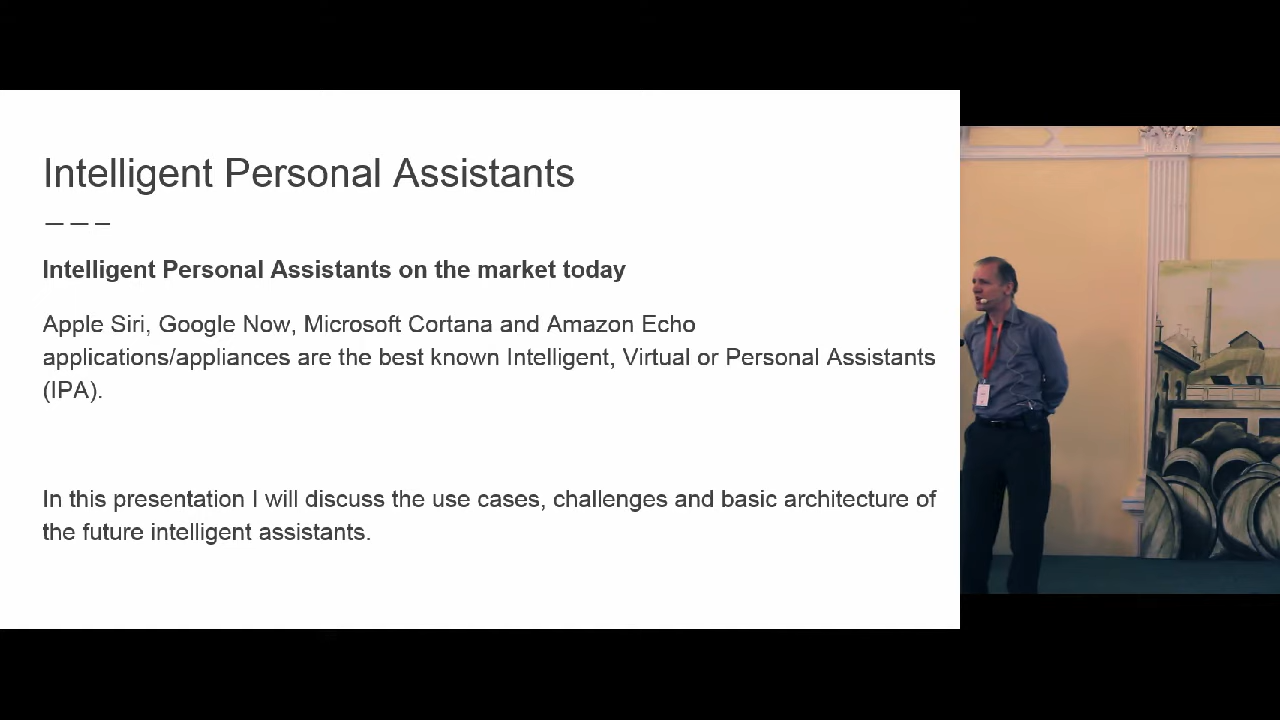 Intelligent Personal Assistants
Intelligent Personal Assistants on the market today
Apple Siri, Google Now, Microsoft Cortana and Amazon Echo
applications/appliances are the best known Intelligent, Virtual or Personal Assistants
(IPA).
In this presentation I will discuss the use cases, challenges and basic architecture of
the future intelligent assistants.